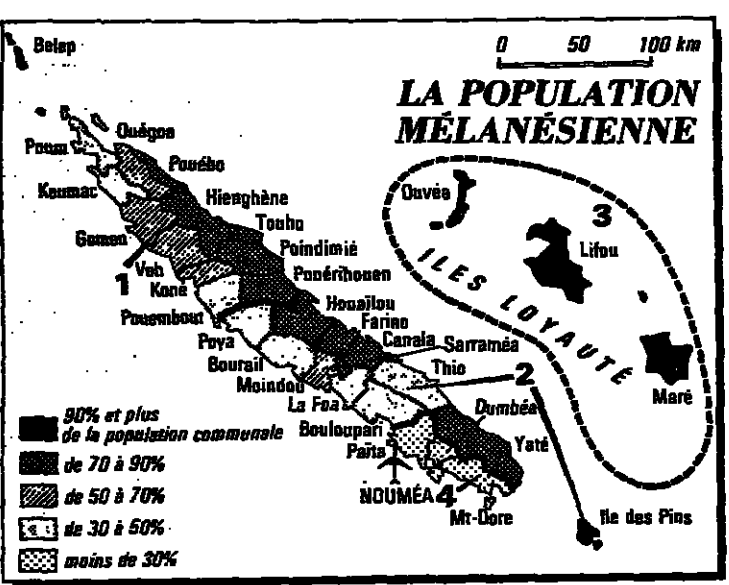 Belep
0 50 100 km
LA POPULATION
MÉLANÉSIENNE
Ouégoa
Poum
Pouébo
Koumac
Hienghène
Ouvéa
3
Touho
Gomen
Poindimié
Lifou
1
Voh
Ponérihouen
ILES LOYAUTÉ
Koné
Houaïlou
Pouembout
Farino
Poya
Canala
Sarraméa
Bourail
Thio
2
Moindou
Maré
La Foa
Dumbéa
90% et plus
de la population communale
Bouloupari
Yaté
Païta
de 70 à 90%
de 50 à 70%
NOUMÉA
4
Mt-Dore
Ile des Pins
de 30 à 50%
moins de 30%